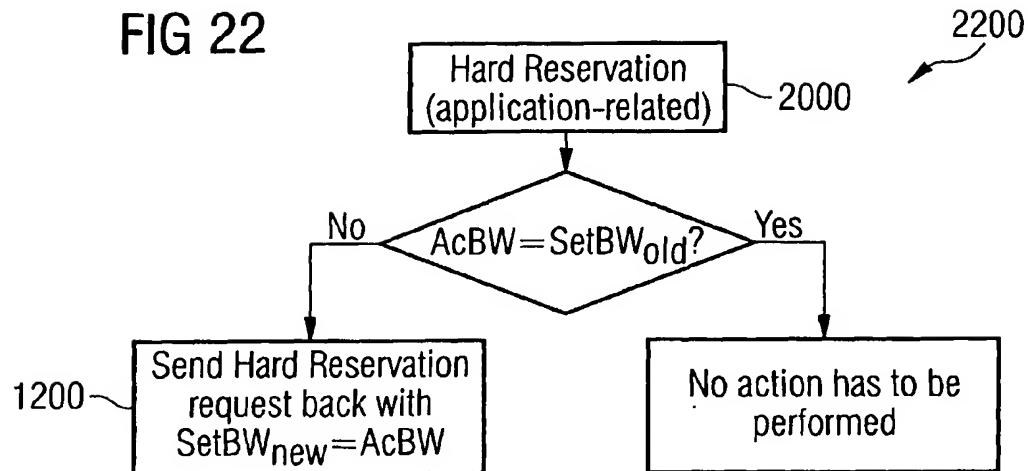 FIG 22
2200
Hard Reservation
(application-related)
2000
No
AcBW=SetBWold?
Yes
1200
Send Hard Reservation
request back with
SetBWnew=AcBW
No action has to be
performed